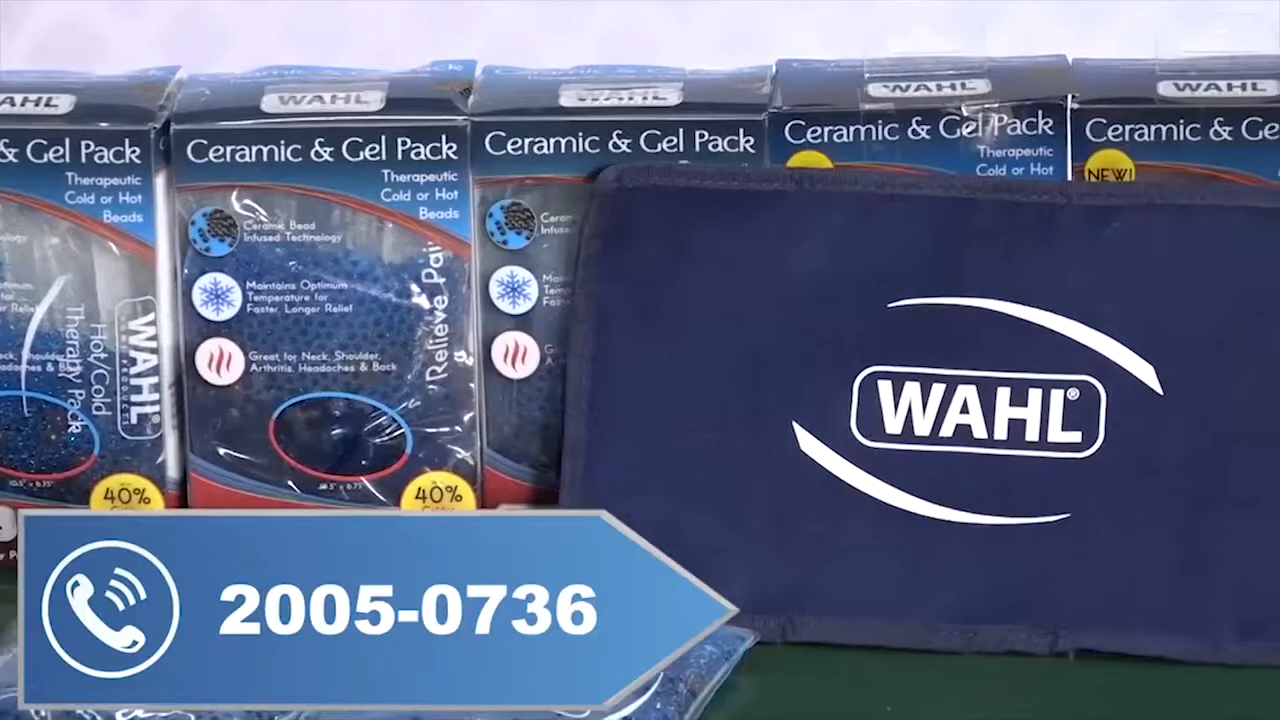 WAHL
& Gel Pack
Therapeutic
Cold or Hot
Beads
Hot/Cold
Therapy Pack
WAHL
40%
WAHL
Ceramic & Gel Pack
Therapeutic
Cold or Hot
Beads
Ceramic Bead
Infused Technology
Maintains Optimum
Temperature for
Faster, Longer Relief
Great for Neck, Shoulder,
Arthritis, Headaches & Back
Relieve Pain
40%
WAHL
Ceramic & Gel Pack
WAHL
Ceramic & Gel Pack
Therapeutic
Cold or Hot
WAHL
Ceramic & Ge
NEW!
WAHL®
2005-0736